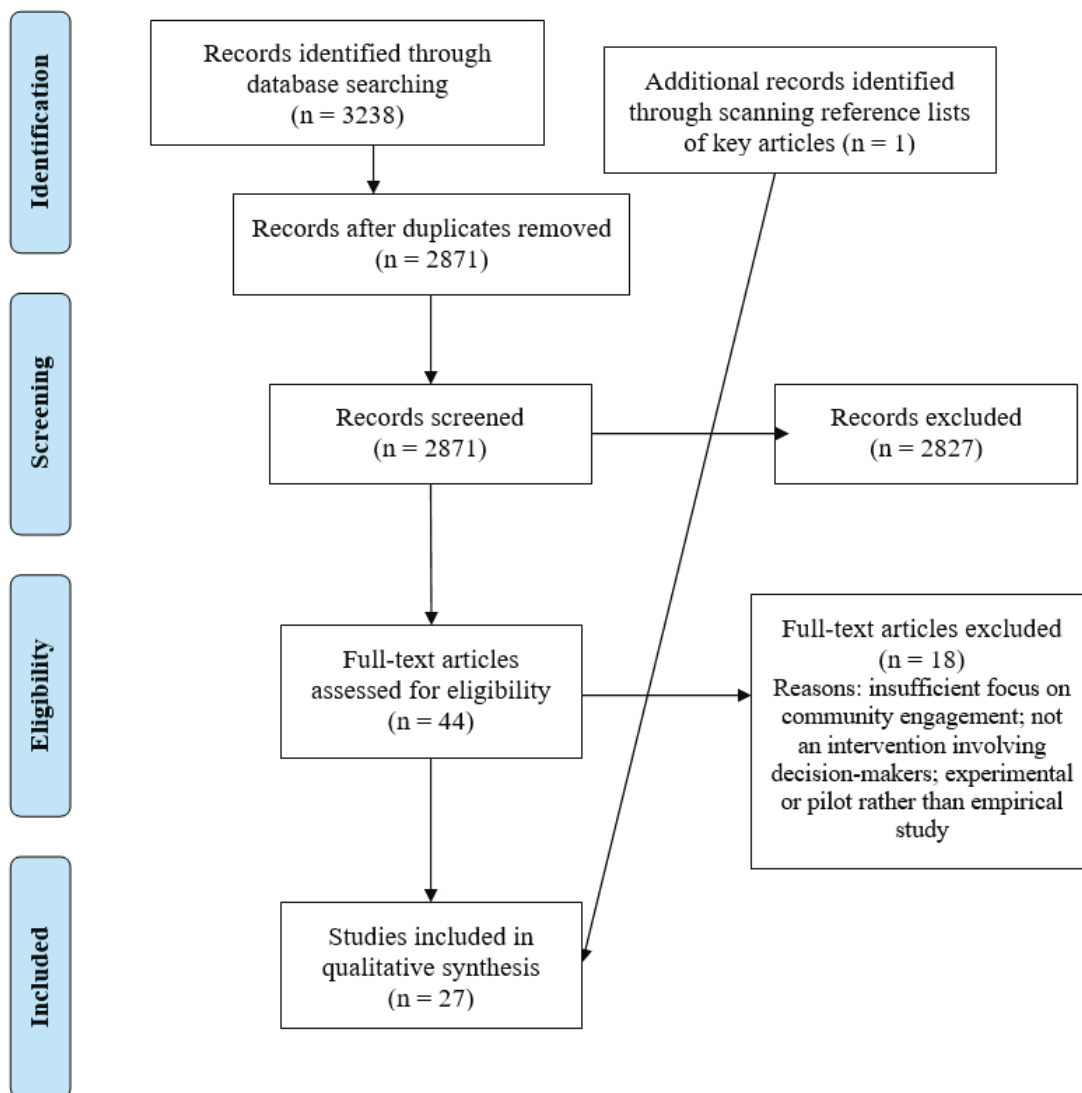 Identification
Records identified through
database searching
(n = 3238)
Additional records identified
through scanning reference lists
of key articles (n = 1)
Records after duplicates removed
(n = 2871)
Screening
Records screened
(n = 2871)
Records excluded
(n = 2827)
Eligibility
Full-text articles
assessed for eligibility
(n = 44)
Full-text articles excluded
(n = 18)
Reasons: insufficient focus on
community engagement; not
an intervention involving
decision-makers; experimental
or pilot rather than empirical
study
Included
Studies included in
qualitative synthesis
(n = 27)